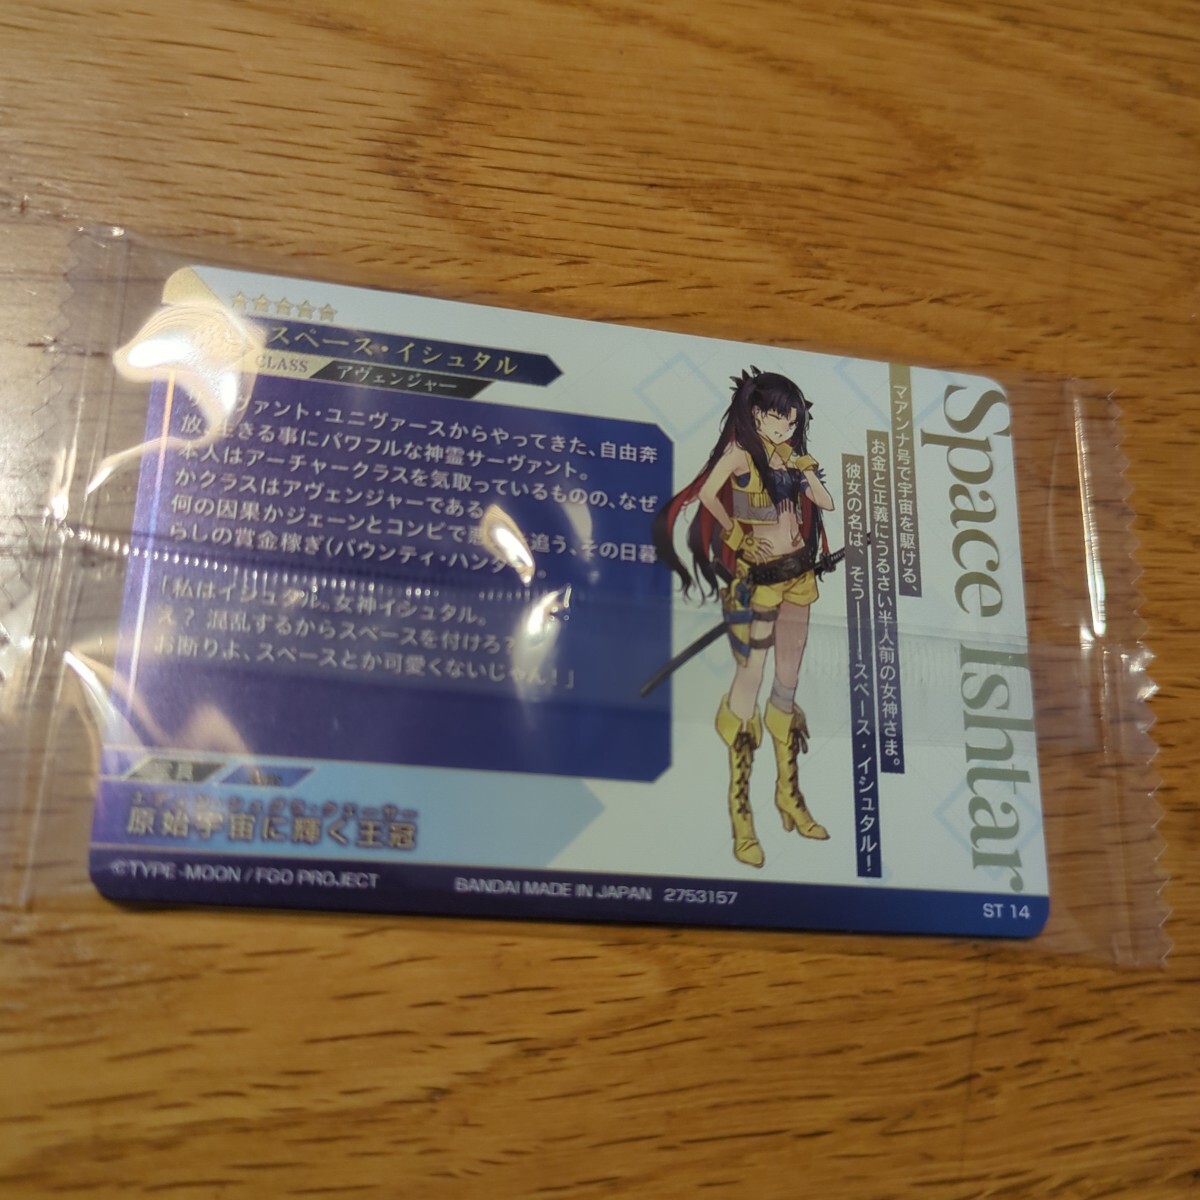 ★★★★★
スペース・イシュタル
CLASS アヴェンジャー
ヴァント・ユニヴァースからやってきた、自由奔
放、生きる事にパワフルな神霊サーヴァント。
本人はアーチャークラスを気取っているものの、なぜ
かクラスはアヴェンジャーである。
何の因果かジェーンとコンビで悪 追う、その日暮
らしの賞金稼ぎ(バウンティ・ハンター)。
「私はイシュタル。女神イシュタル。
え? 混乱するからスペースを付けろ?
お断りよ、スペースとか可愛くないじゃん!」
宝具
原始宇宙に輝く王冠
©TYPE-MOON / FGO PROJECT
BANDAI MADE IN JAPAN 2753157
ST 14
Space Ishtar
マアンナ号で宇宙を駆ける、
お金と正義にうるさい半人前の女神さま。
彼女の名は、そう――スペース・イシュタル!